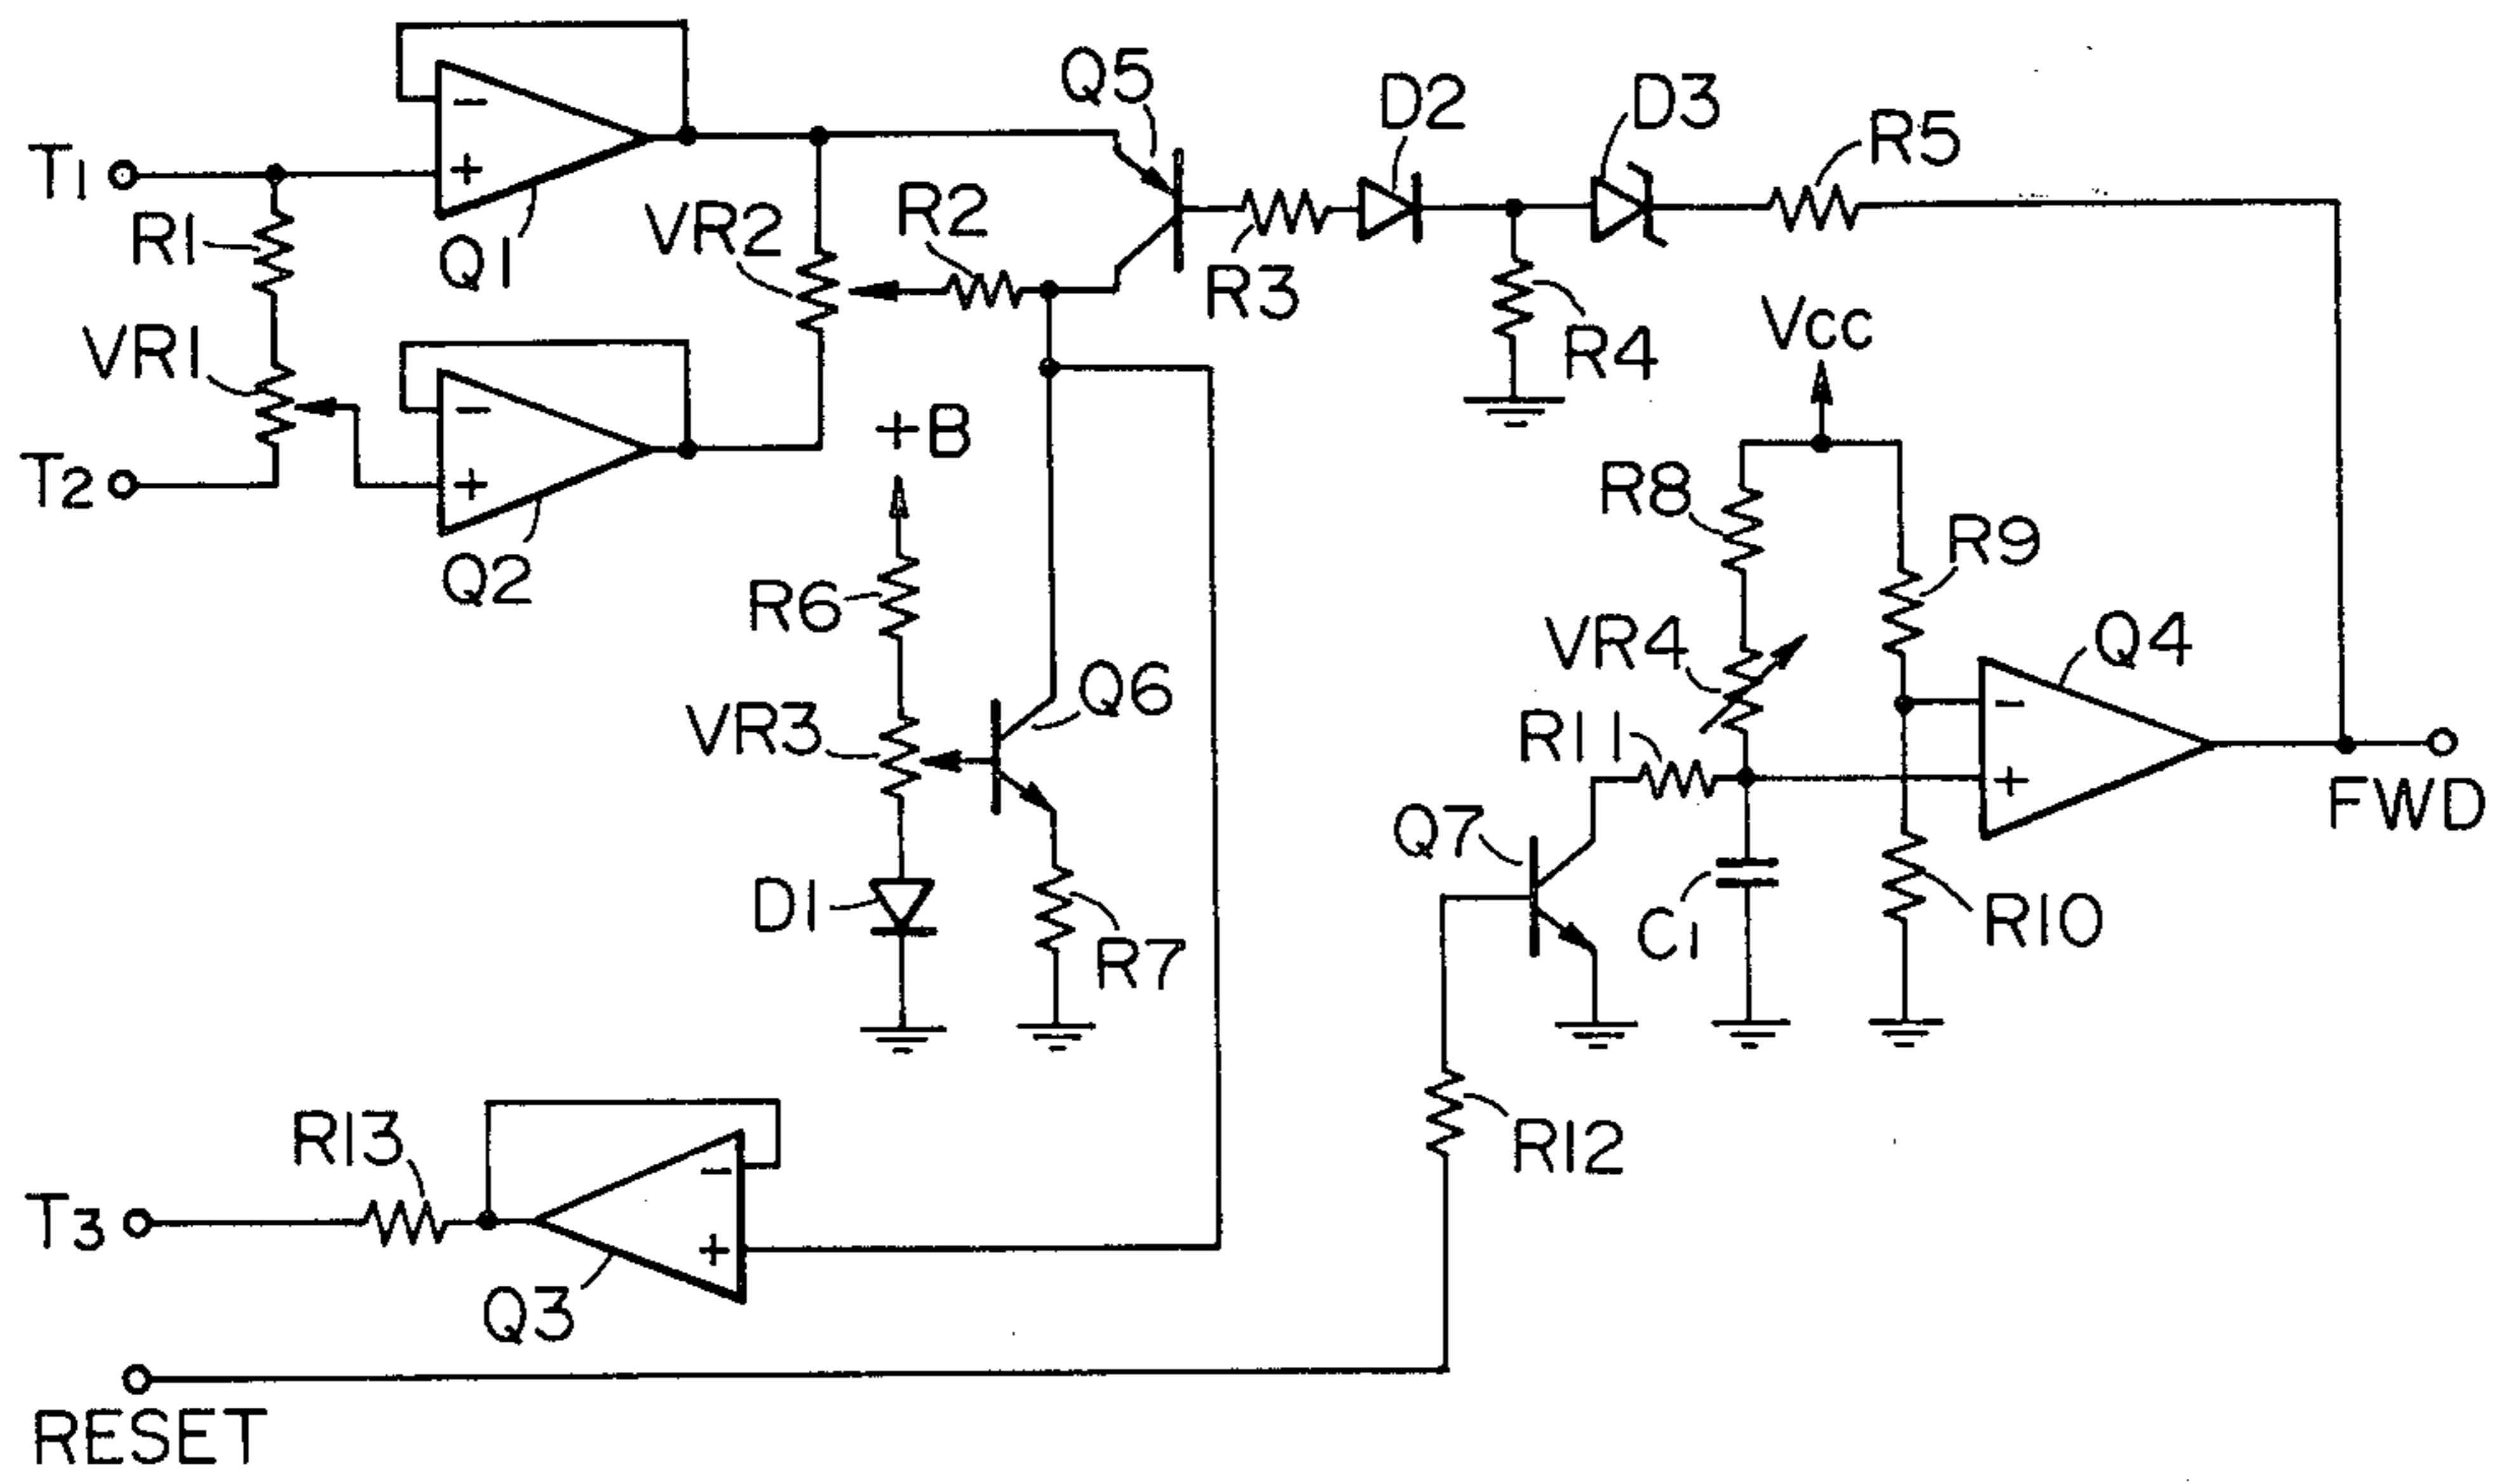 Q5
D2
D3
R5
T1
R1
Q1
VR2
R2
R3
R4
VR1
Vcc
+B
T2
R8
R9
Q2
R6
VR4
Q4
VR3
Q6
R11
FWD
Q7
D1
R7
C1
R10
R13
R12
T3
Q3
RESET